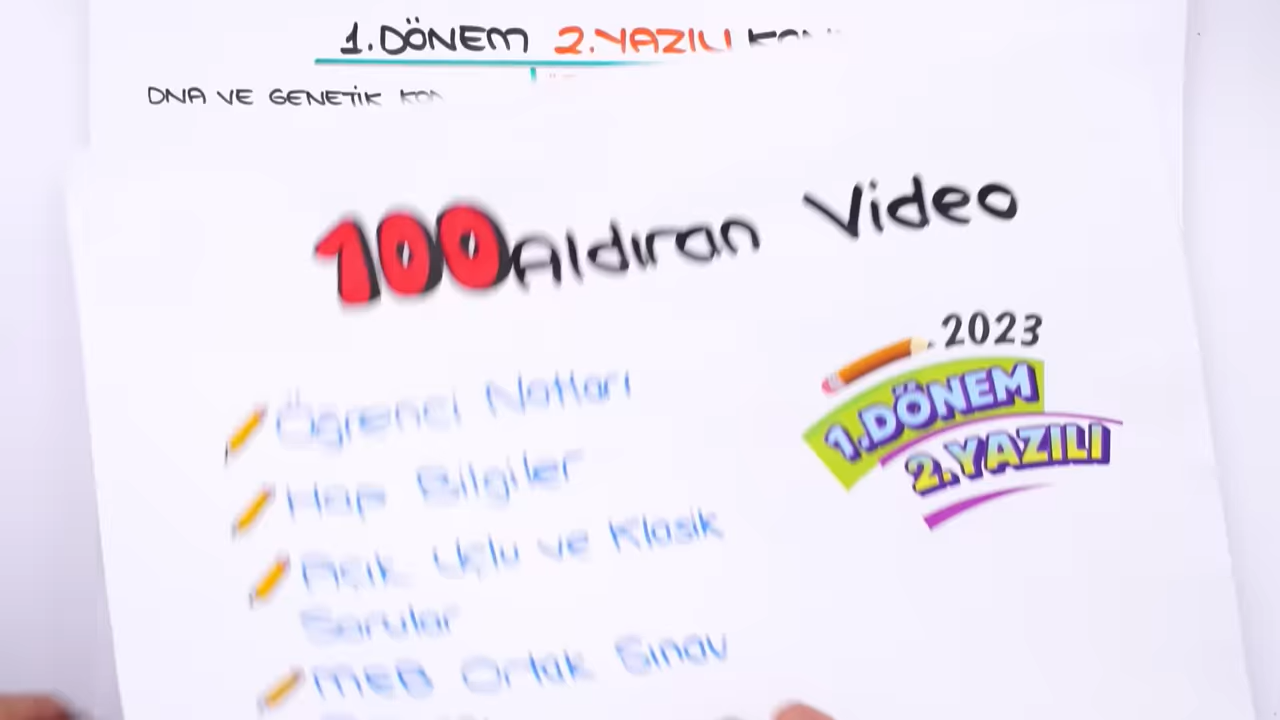 1.DÖNEM 2.YAZILI
DNA VE GENETİK
100 Aldıran Video
Öğrenci Notları
Hap Bilgiler
Açık Uçlu ve Klasik
Sorular
MEB Ortak Sınav
.2023
1.DÖNEM
2.YAZILI